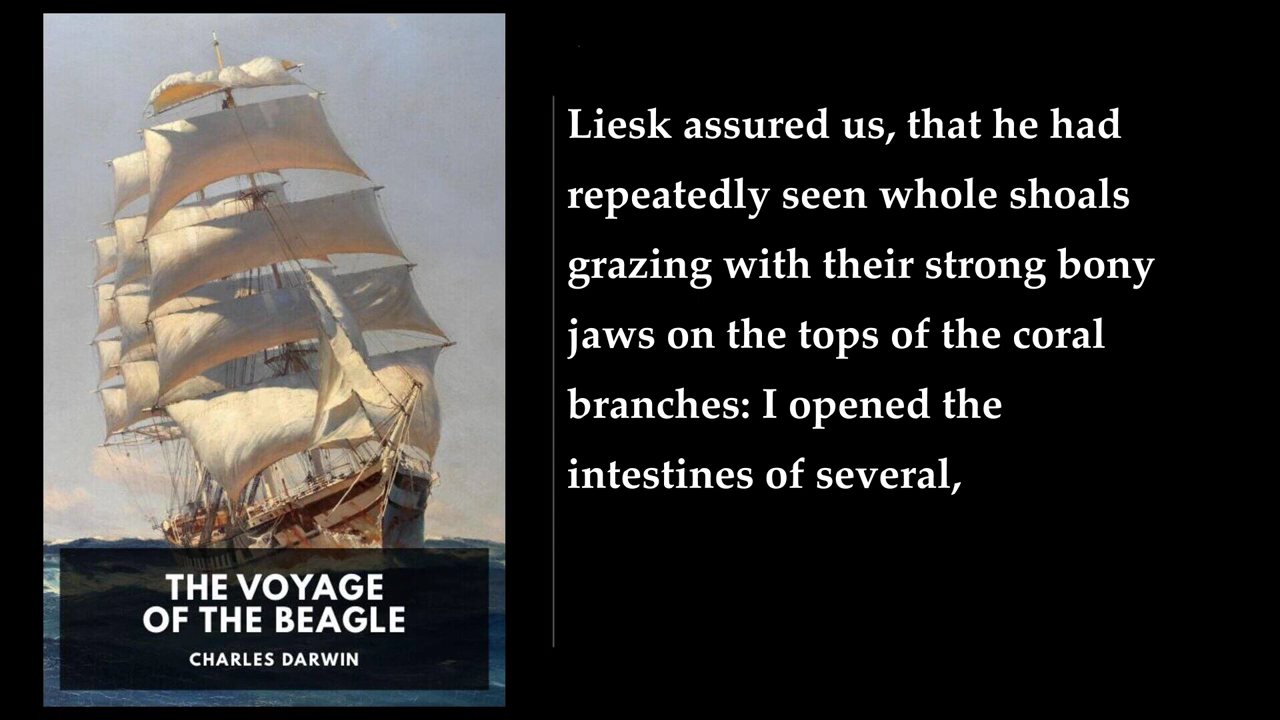 THE VOYAGE
OF THE BEAGLE
CHARLES DARWIN
Liesk assured us, that he had
repeatedly seen whole shoals
grazing with their strong bony
jaws on the tops of the coral
branches: I opened the
intestines of several,